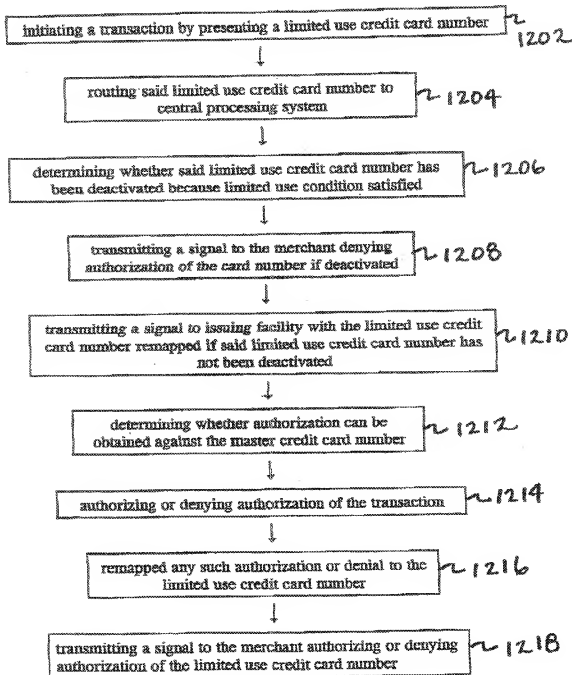 initiating a transaction by presenting a limited use credit card number
1202
routing said limited use credit card number to
central processing system
1204
determining whether said limited use credit card number has
been deactivated because limited use condition satisfied
1206
transmitting a signal to the merchant denying
authorization of the card number if deactivated
1208
transmitting a signal to issuing facility with the limited use credit
card number remapped if said limited use credit card number has
not been deactivated
1210
determining whether authorization can be
obtained against the master credit card number
1212
authorizing or denying authorization of the transaction
1214
remapped any such authorization or denial to the
limited use credit card number
1216
transmitting a signal to the merchant authorizing or denying
authorization of the limited use credit card number
1218